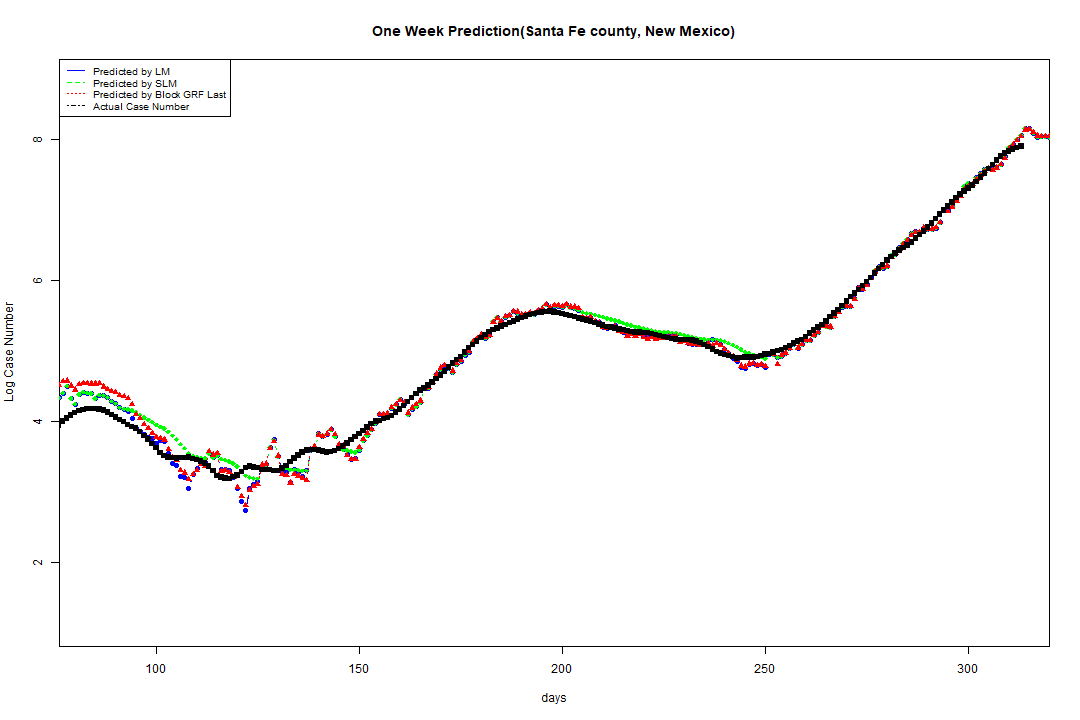 One Week Prediction(Santa Fe county, New Mexico)
Predicted by LM
Predicted by SLM
Predicted by Block GRF Last
Actual Case Number
8
6
4
2
Log Case Number
100 150 200 250 300
days